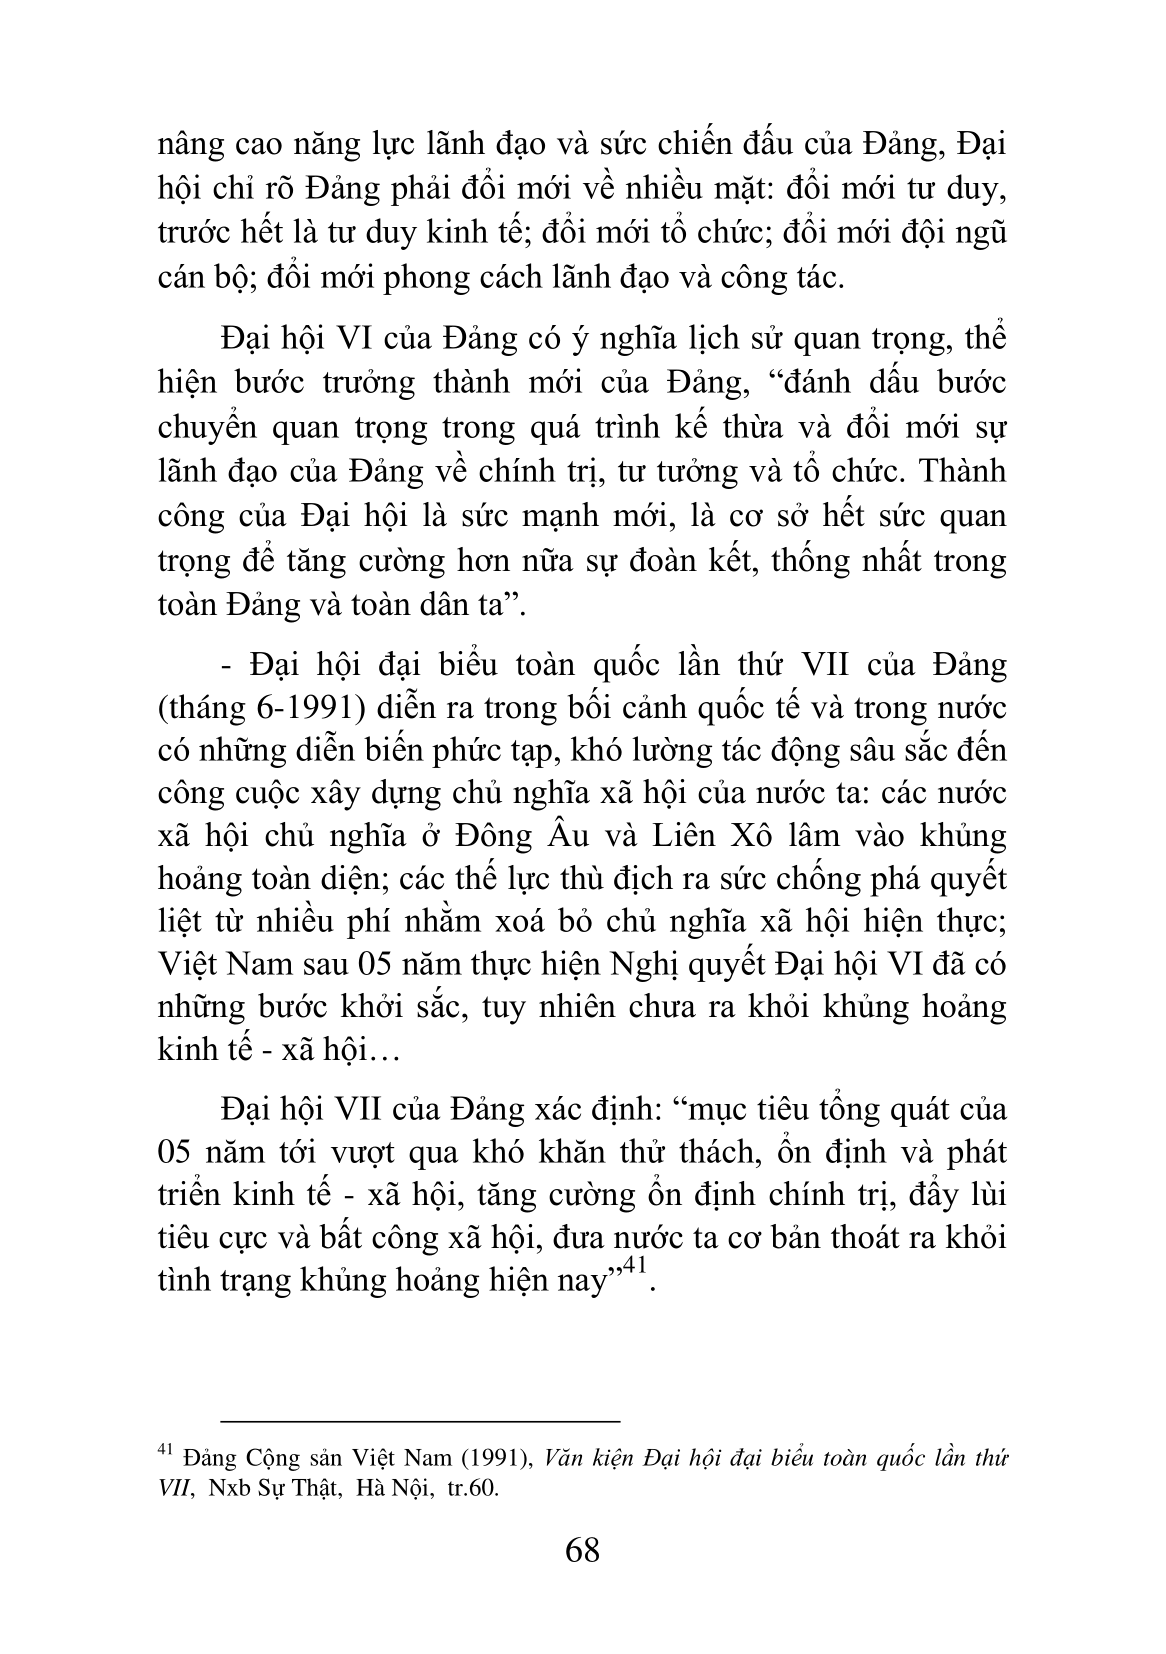 nâng cao năng lực lãnh đạo và sức chiến đấu của Đảng, Đại
hội chỉ rõ Đảng phải đổi mới về nhiều mặt: đổi mới tư duy,
trước hết là tư duy kinh tế; đổi mới tổ chức; đổi mới đội ngũ
cán bộ; đổi mới phong cách lãnh đạo và công tác.
Đại hội VI của Đảng có ý nghĩa lịch sử quan trọng, thể
hiện bước trưởng thành mới của Đảng, “đánh dấu bước
chuyển quan trọng trong quá trình kế thừa và đổi mới sự
lãnh đạo của Đảng về chính trị, tư tưởng và tổ chức. Thành
công của Đại hội là sức mạnh mới, là cơ sở hết sức quan
trọng để tăng cường hơn nữa sự đoàn kết, thống nhất trong
toàn Đảng và toàn dân ta”.
- Đại hội đại biểu toàn quốc lần thứ VII của Đảng
(tháng 6-1991) diễn ra trong bối cảnh quốc tế và trong nước
có những diễn biến phức tạp, khó lường tác động sâu sắc đến
công cuộc xây dựng chủ nghĩa xã hội của nước ta: các nước
xã hội chủ nghĩa ở Đông Âu và Liên Xô lâm vào khủng
hoảng toàn diện; các thế lực thù địch ra sức chống phá quyết
liệt từ nhiều phí nhằm xoá bỏ chủ nghĩa xã hội hiện thực;
Việt Nam sau 05 năm thực hiện Nghị quyết Đại hội VI đã có
những bước khởi sắc, tuy nhiên chưa ra khỏi khủng hoảng
kinh tế - xã hội…
Đại hội VII của Đảng xác định: “mục tiêu tổng quát của
05 năm tới vượt qua khó khăn thử thách, ổn định và phát
triển kinh tế - xã hội, tăng cường ổn định chính trị, đẩy lùi
tiêu cực và bất công xã hội, đưa nước ta cơ bản thoát ra khỏi
tình trạng khủng hoảng hiện nay”41.
41 Đảng Cộng sản Việt Nam (1991), Văn kiện Đại hội đại biểu toàn quốc lần thứ
VII, Nxb Sự Thật, Hà Nội, tr.60.
68